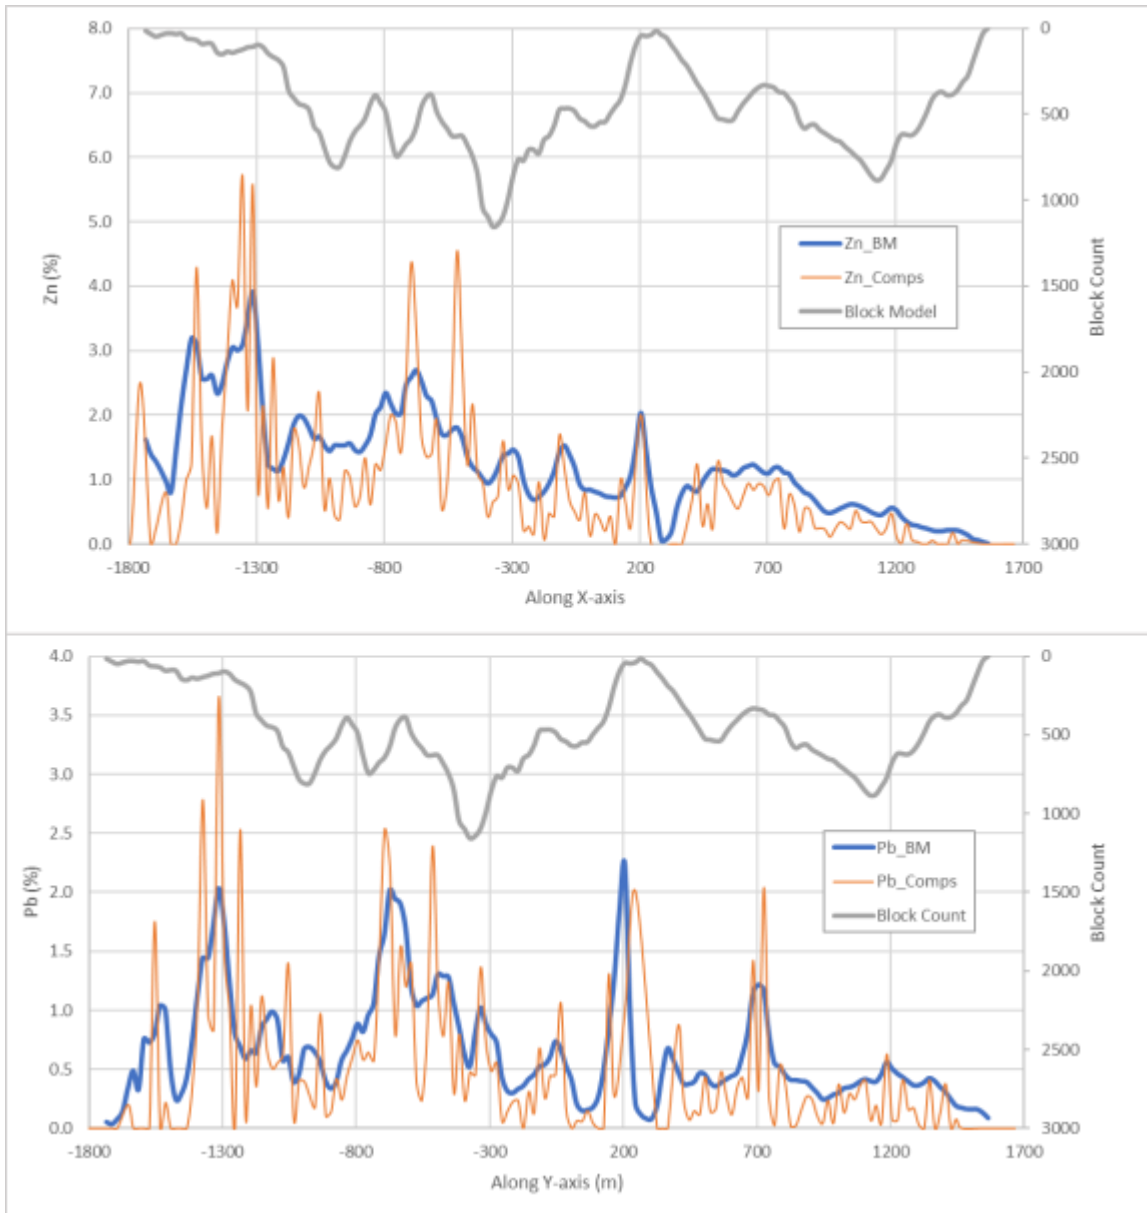 8.0
7.0
6.0
5.0
4.0
3.0
2.0
1.0
0.0
Zn (%)
0
500
1000
1500
2000
2500
3000
Block Count
Zn_BM
Zn_Comps
Block Model
-1800 -1300 -800 -300 200 700 1200 1700
Along X-axis
4.0
3.5
3.0
2.5
2.0
1.5
1.0
0.5
0.0
Pb (%)
0
500
1000
1500
2000
2500
3000
Block Count
Pb_BM
Pb_Comps
Block Count
-1800 -1300 -800 -300 200 700 1200 1700
Along Y-axis (m)